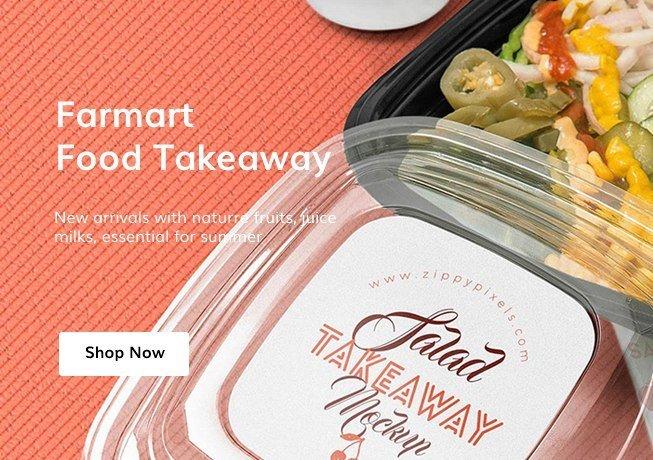 Farmart
Food Takeaway
New arrivals with naturre fruits, juice
milks, essential for summer
Shop Now
www.zippypixels.com
Salad
TAKEAWAY
Mockup